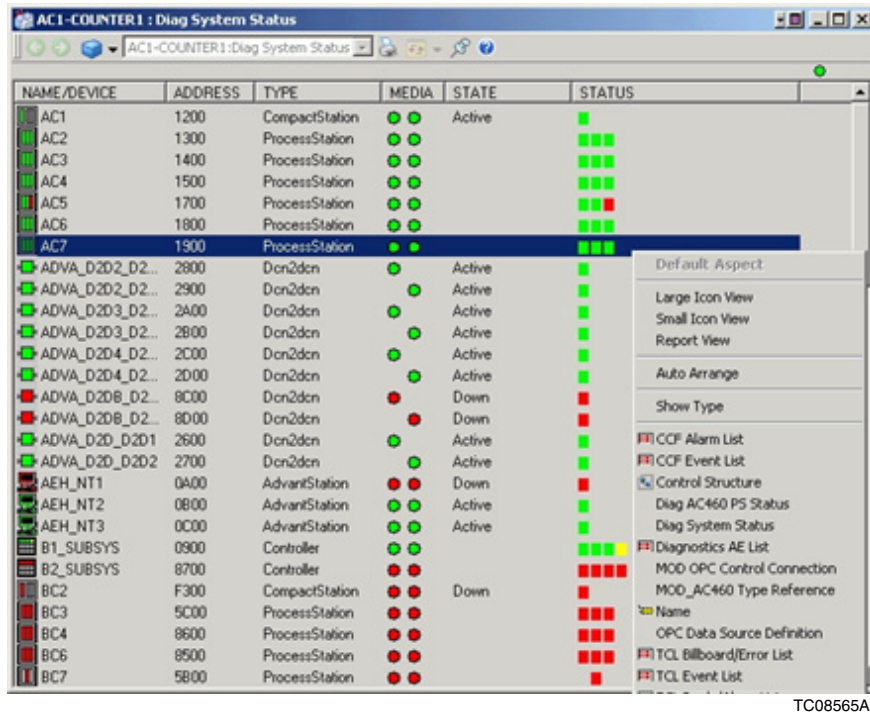 AC1-COUNTER1 : Diag System Status
AC1-COUNTER1:Diag System Status
NAME/DEVICE ADDRESS TYPE MEDIA STATE STATUS
AC1 1200 CompactStation Active
AC2 1300 ProcessStation
AC3 1400 ProcessStation
AC4 1500 ProcessStation
AC5 1700 ProcessStation
AC6 1800 ProcessStation
AC7 1900 ProcessStation
ADVA_D2D2_D2... 2800 Dcn2dcn Active
ADVA_D2D2_D2... 2900 Dcn2dcn Active
ADVA_D2D3_D2... 2A00 Dcn2dcn Active
ADVA_D2D3_D2... 2B00 Dcn2dcn Active
ADVA_D2D4_D2... 2C00 Dcn2dcn Active
ADVA_D2D4_D2... 2D00 Dcn2dcn Active
ADVA_D2DB_D2... 8C00 Dcn2dcn Down
ADVA_D2DB_D2... 8D00 Dcn2dcn Down
ADVA_D2D_D2D1 2600 Dcn2dcn Active
ADVA_D2D_D2D2 2700 Dcn2dcn Active
AEH_NT1 0A00 AdvantStation Down
AEH_NT2 0B00 AdvantStation Active
AEH_NT3 0C00 AdvantStation Active
B1_SUBSYS 0900 Controller
B2_SUBSYS 8700 Controller
BC2 F300 CompactStation Down
BC3 5C00 ProcessStation
BC4 8600 ProcessStation
BC6 8500 ProcessStation
BC7 5B00 ProcessStation
Default Aspect
Large Icon View
Small Icon View
Report View
Auto Arrange
Show Type
CCF Alarm List
CCF Event List
Control Structure
Diag AC460 PS Status
Diag System Status
Diagnostics AE List
MOD OPC Control Connection
MOD_AC460 Type Reference
Name
OPC Data Source Definition
TCL Billboard/Error List
TCL Event List
TC08565A